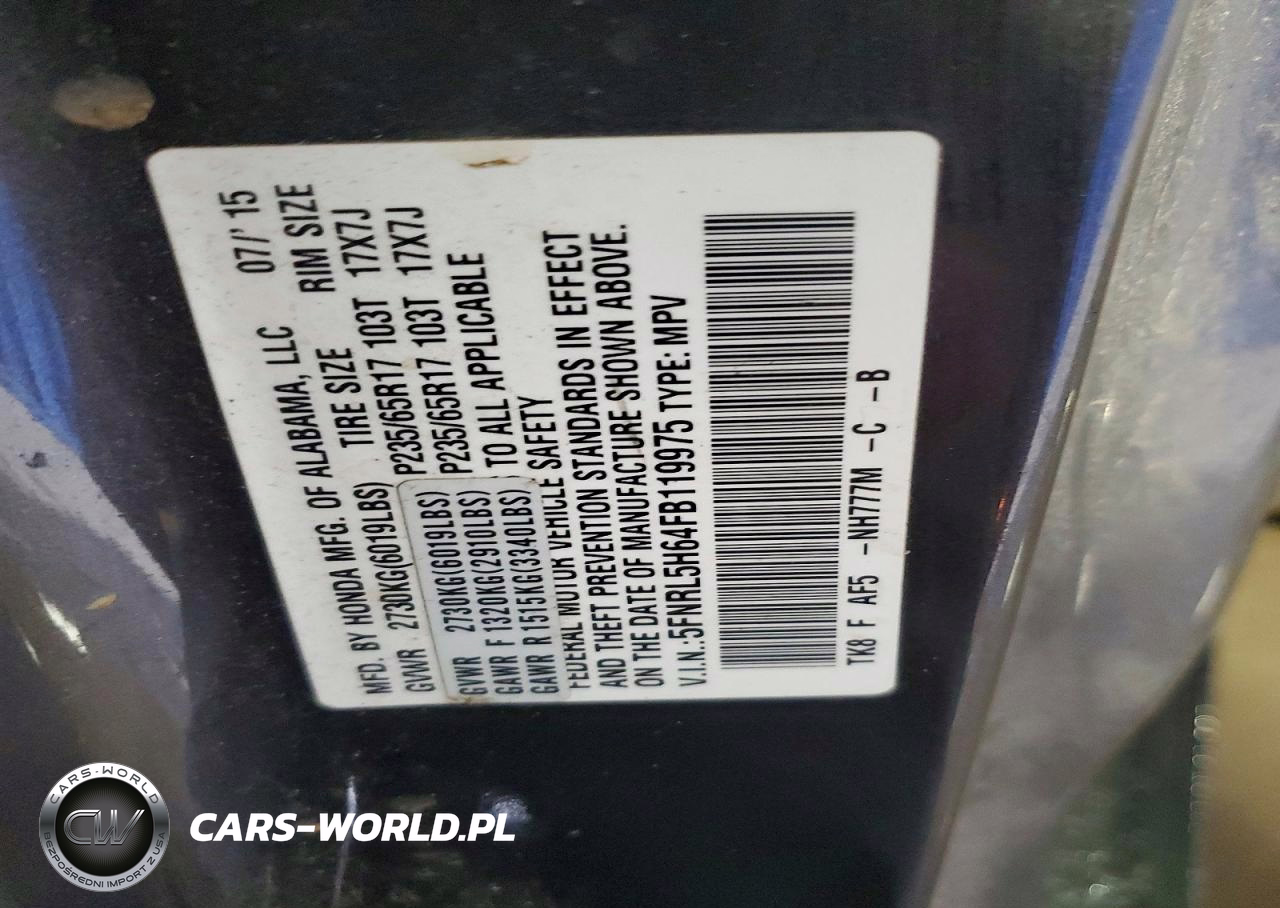 MFD. BY HONDA MFG. OF ALABAMA, LLC 07/' 15
GVWR 2730KG(6019LBS) TIRE SIZE RIM SIZE
P235/65R17 103T 17X7J
GVWR 2730KG(6019LBS) P235/65R17 103T 17X7J
GAWR F 1320KG(2910LBS) TO ALL APPLICABLE
GAWR R 1515KG(3340LBS)
FEDERAL MOTOR VEHICLE SAFETY
AND THEFT PREVENTION STANDARDS IN EFFECT
ON THE DATE OF MANUFACTURE SHOWN ABOVE.
V.I.N.:5FNRL5H64FB119975 TYPE: MPV
TK8 F AF5 -NH777M -C -B
CARS-WORLD
CW
BEZPOŚREDNI IMPORT Z USA
CARS-WORLD.PL